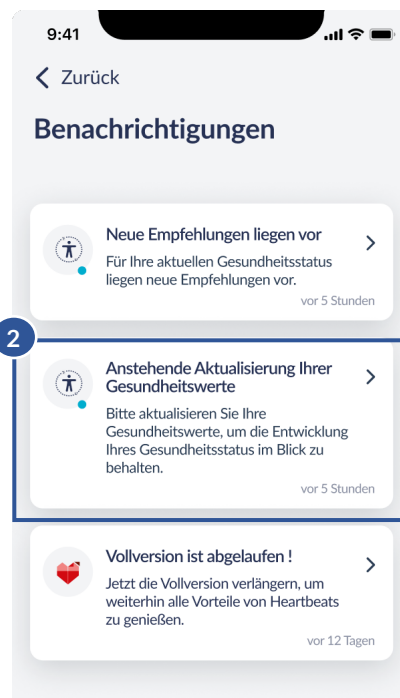 9:41
Zurück
Benachrichtigungen
Neue Empfehlungen liegen vor
Für Ihre aktuellen Gesundheitsstatus
liegen neue Empfehlungen vor.
vor 5 Stunden
2
Anstehende Aktualisierung Ihrer
Gesundheitswerte
Bitte aktualisieren Sie Ihre
Gesundheitswerte, um die Entwicklung
Ihres Gesundheitsstatus im Blick zu
behalten.
vor 5 Stunden
Vollversion ist abgelaufen !
Jetzt die Vollversion verlängern, um
weiterhin alle Vorteile von Heartbeats
zu genießen.
vor 12 Tagen